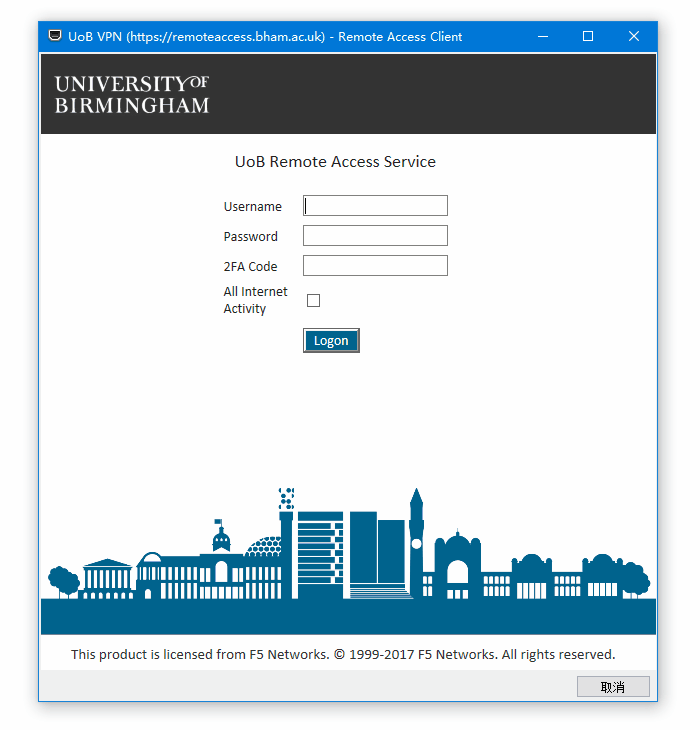 UoB VPN (https://remoteaccess.bham.ac.uk) - Remote Access Client
UNIVERSITY OF
BIRMINGHAM
UoB Remote Access Service
Username
Password
2FA Code
All Internet
Activity
Logon
This product is licensed from F5 Networks. © 1999-2017 F5 Networks. All rights reserved.
取消